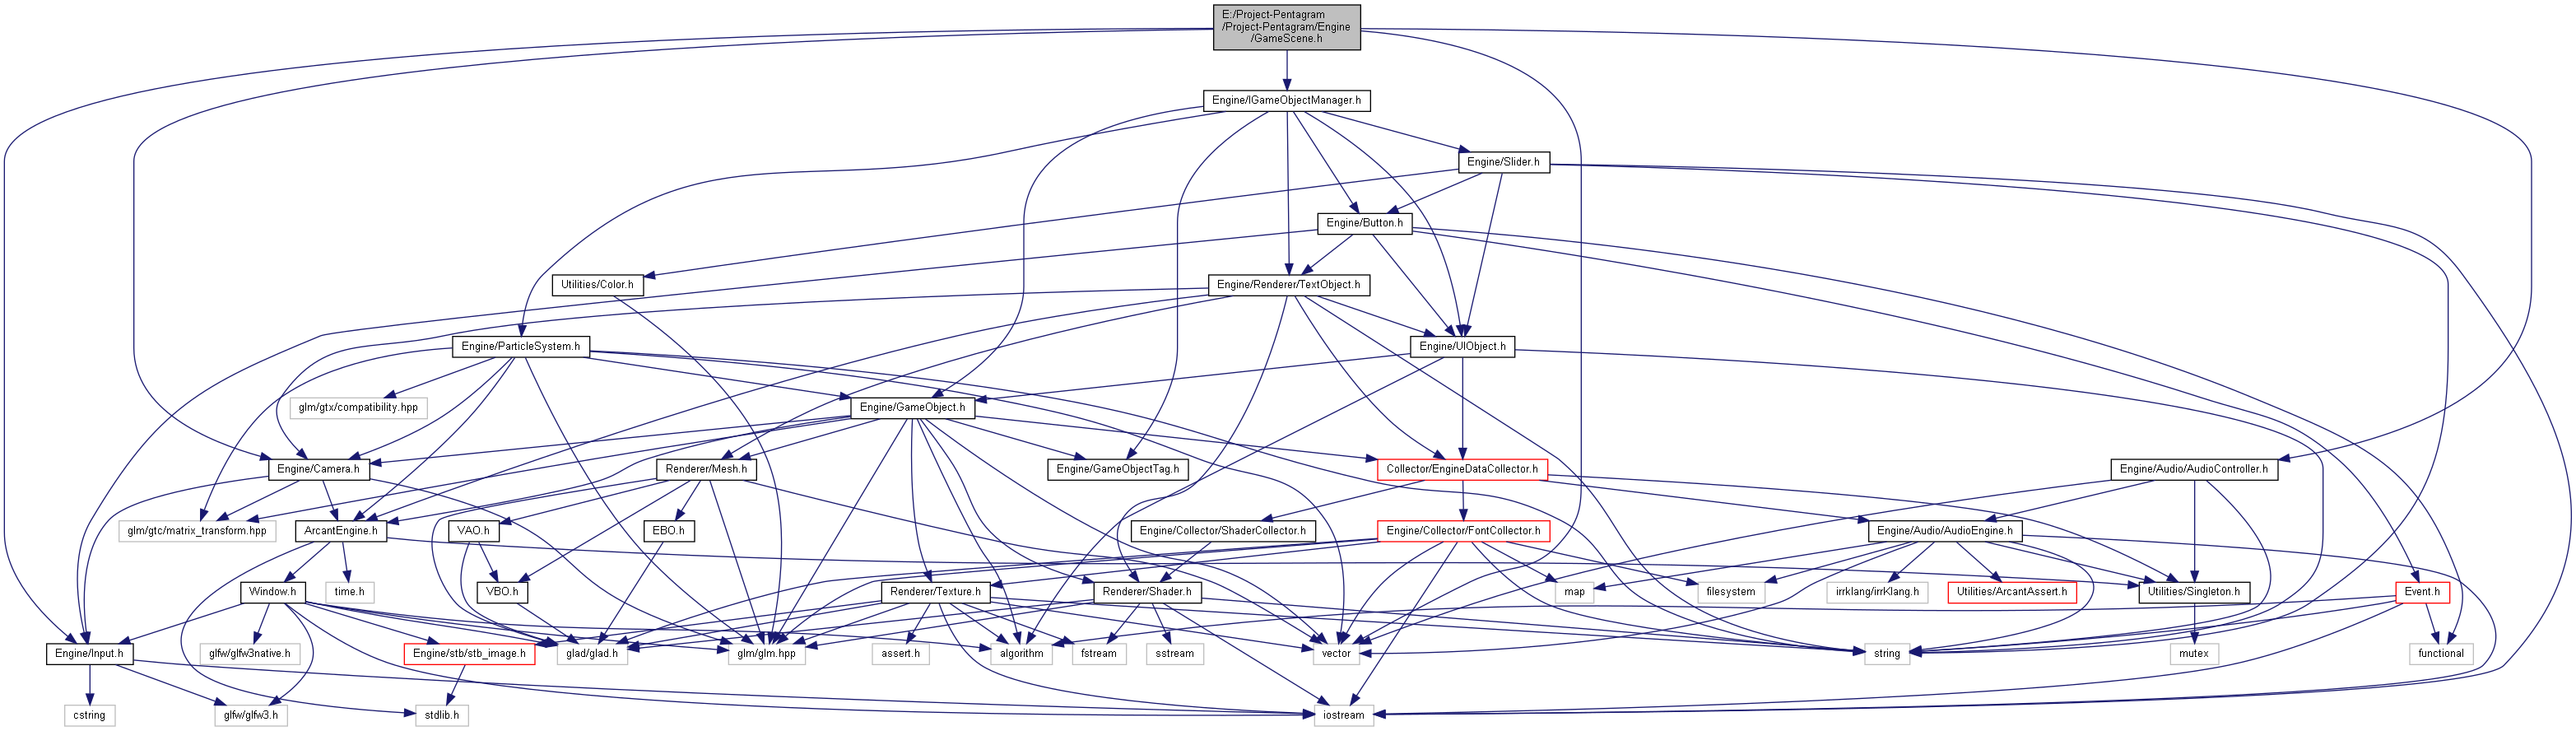 E:/Project-Pentagram
/Project-Pentagram/Engine
/GameScene.h
Engine/IGameObjectManager.h
Engine/Slider.h
Engine/Button.h
Utilities/Color.h
Engine/Renderer/TextObject.h
Engine/ParticleSystem.h
Engine/UIObject.h
glm/gtx/compatibility.hpp
Engine/GameObject.h
Engine/Camera.h
Renderer/Mesh.h
Engine/GameObjectTag.h
Collector/EngineDataCollector.h
Engine/Audio/AudioController.h
glm/gtc/matrix_transform.hpp
ArcantEngine.h
VAO.h
EBO.h
Engine/Collector/ShaderCollector.h
Engine/Collector/FontCollector.h
Engine/Audio/AudioEngine.h
Window.h
time.h
VBO.h
Renderer/Texture.h
Renderer/Shader.h
map
filesystem
irrklang/irrKlang.h
Utilities/ArcantAssert.h
Utilities/Singleton.h
Event.h
Engine/Input.h
glfw/glfw3native.h
Engine/stb/stb_image.h
glad/glad.h
glm/glm.hpp
assert.h
algorithm
fstream
sstream
vector
string
mutex
functional
cstring
glfw/glfw3.h
stdlib.h
iostream